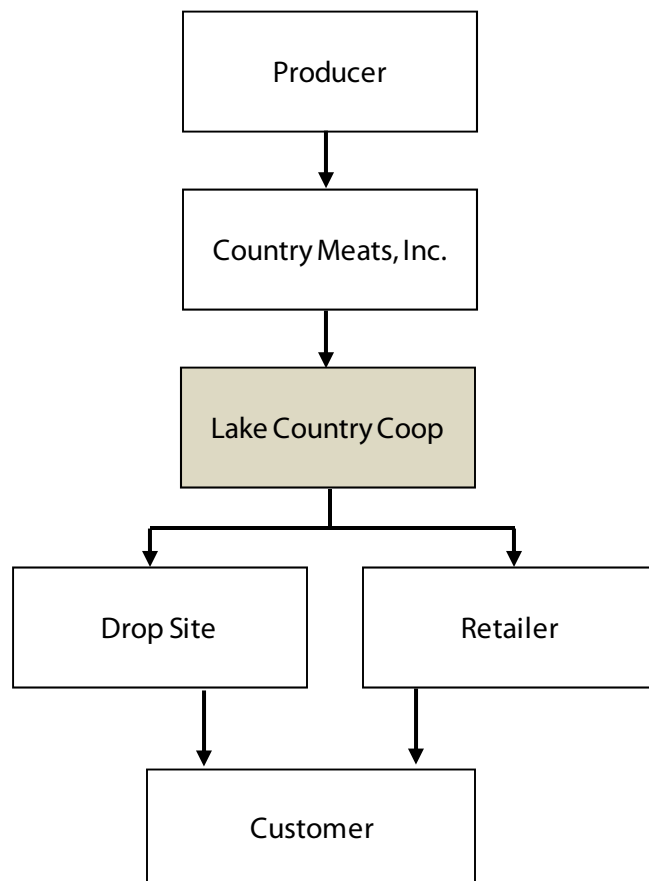 Producer
Country Meats, Inc.
Lake Country Coop
Drop Site
Retailer
Customer